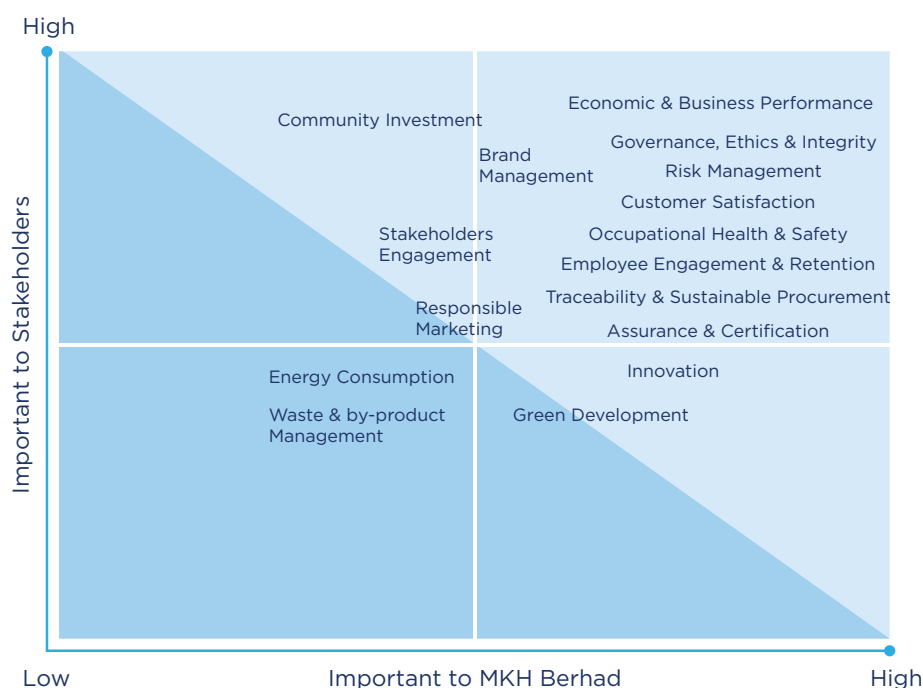 High
Important to Stakeholders
Economic & Business Performance
Community Investment
Governance, Ethics & Integrity
Brand
Management
Risk Management
Customer Satisfaction
Stakeholders
Engagement
Occupational Health & Safety
Employee Engagement & Retention
Traceability & Sustainable Procurement
Responsible
Marketing
Assurance & Certification
Innovation
Energy Consumption
Waste & by-product
Management
Green Development
Low
Important to MKH Berhad
High